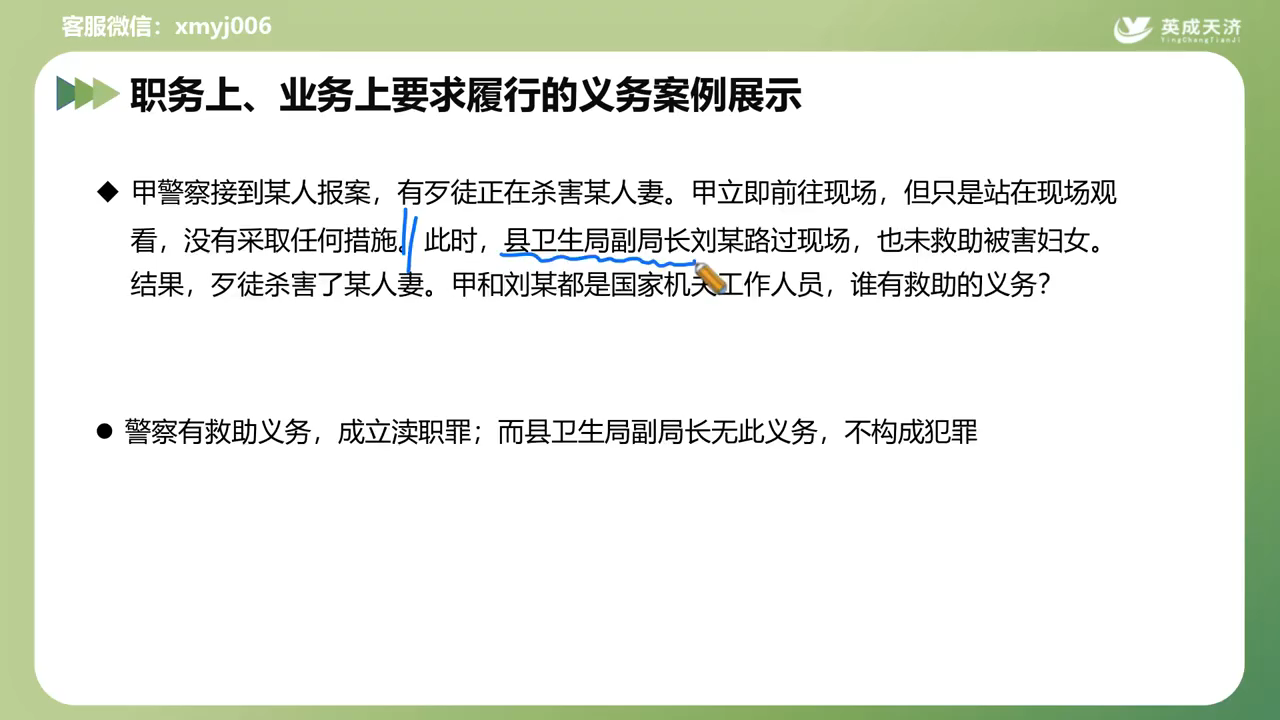 客服微信：xmyj006
英成天济
YingChengTianJi
职务上、业务上要求履行的义务案例展示
甲警察接到某人报案，有歹徒正在杀害某人妻。甲立即前往现场，但只是站在现场观
看，没有采取任何措施。此时，县卫生局副局长刘某路过现场，也未救助被害妇女。
结果，歹徒杀害了某人妻。甲和刘某都是国家机关工作人员，谁有救助的义务？
警察有救助义务，成立渎职罪；而县卫生局副局长无此义务，不构成犯罪